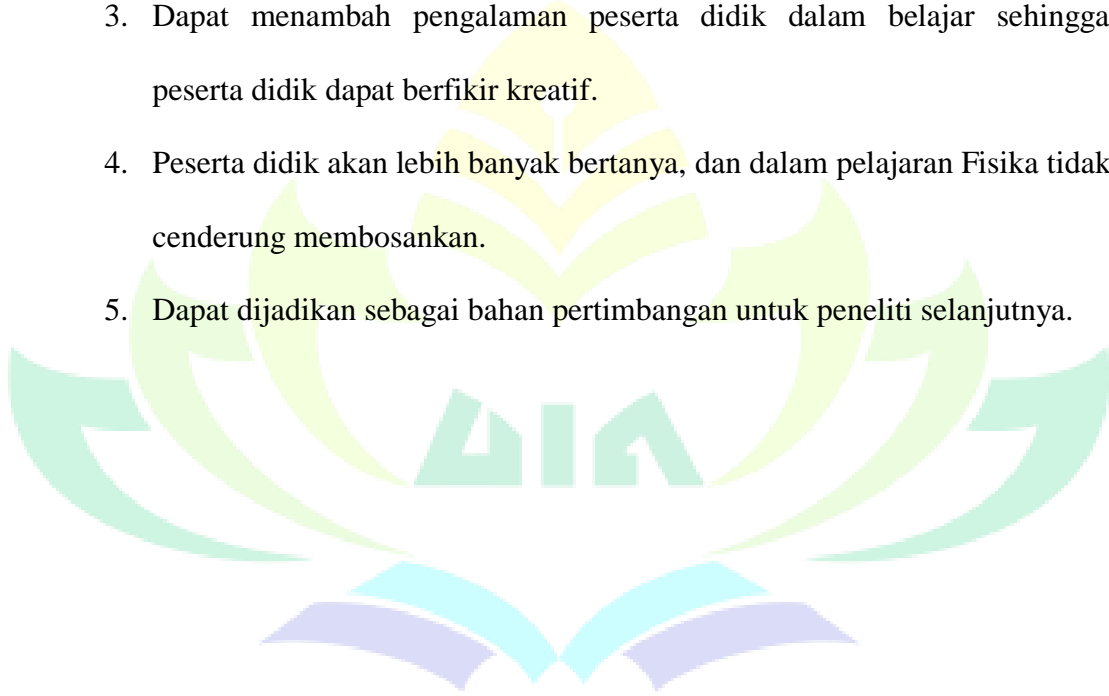 3. Dapat menambah pengalaman peserta didik dalam belajar sehingga
peserta didik dapat berfikir kreatif.
4. Peserta didik akan lebih banyak bertanya, dan dalam pelajaran Fisika tidak
cenderung membosankan.
5. Dapat dijadikan sebagai bahan pertimbangan untuk peneliti selanjutnya.